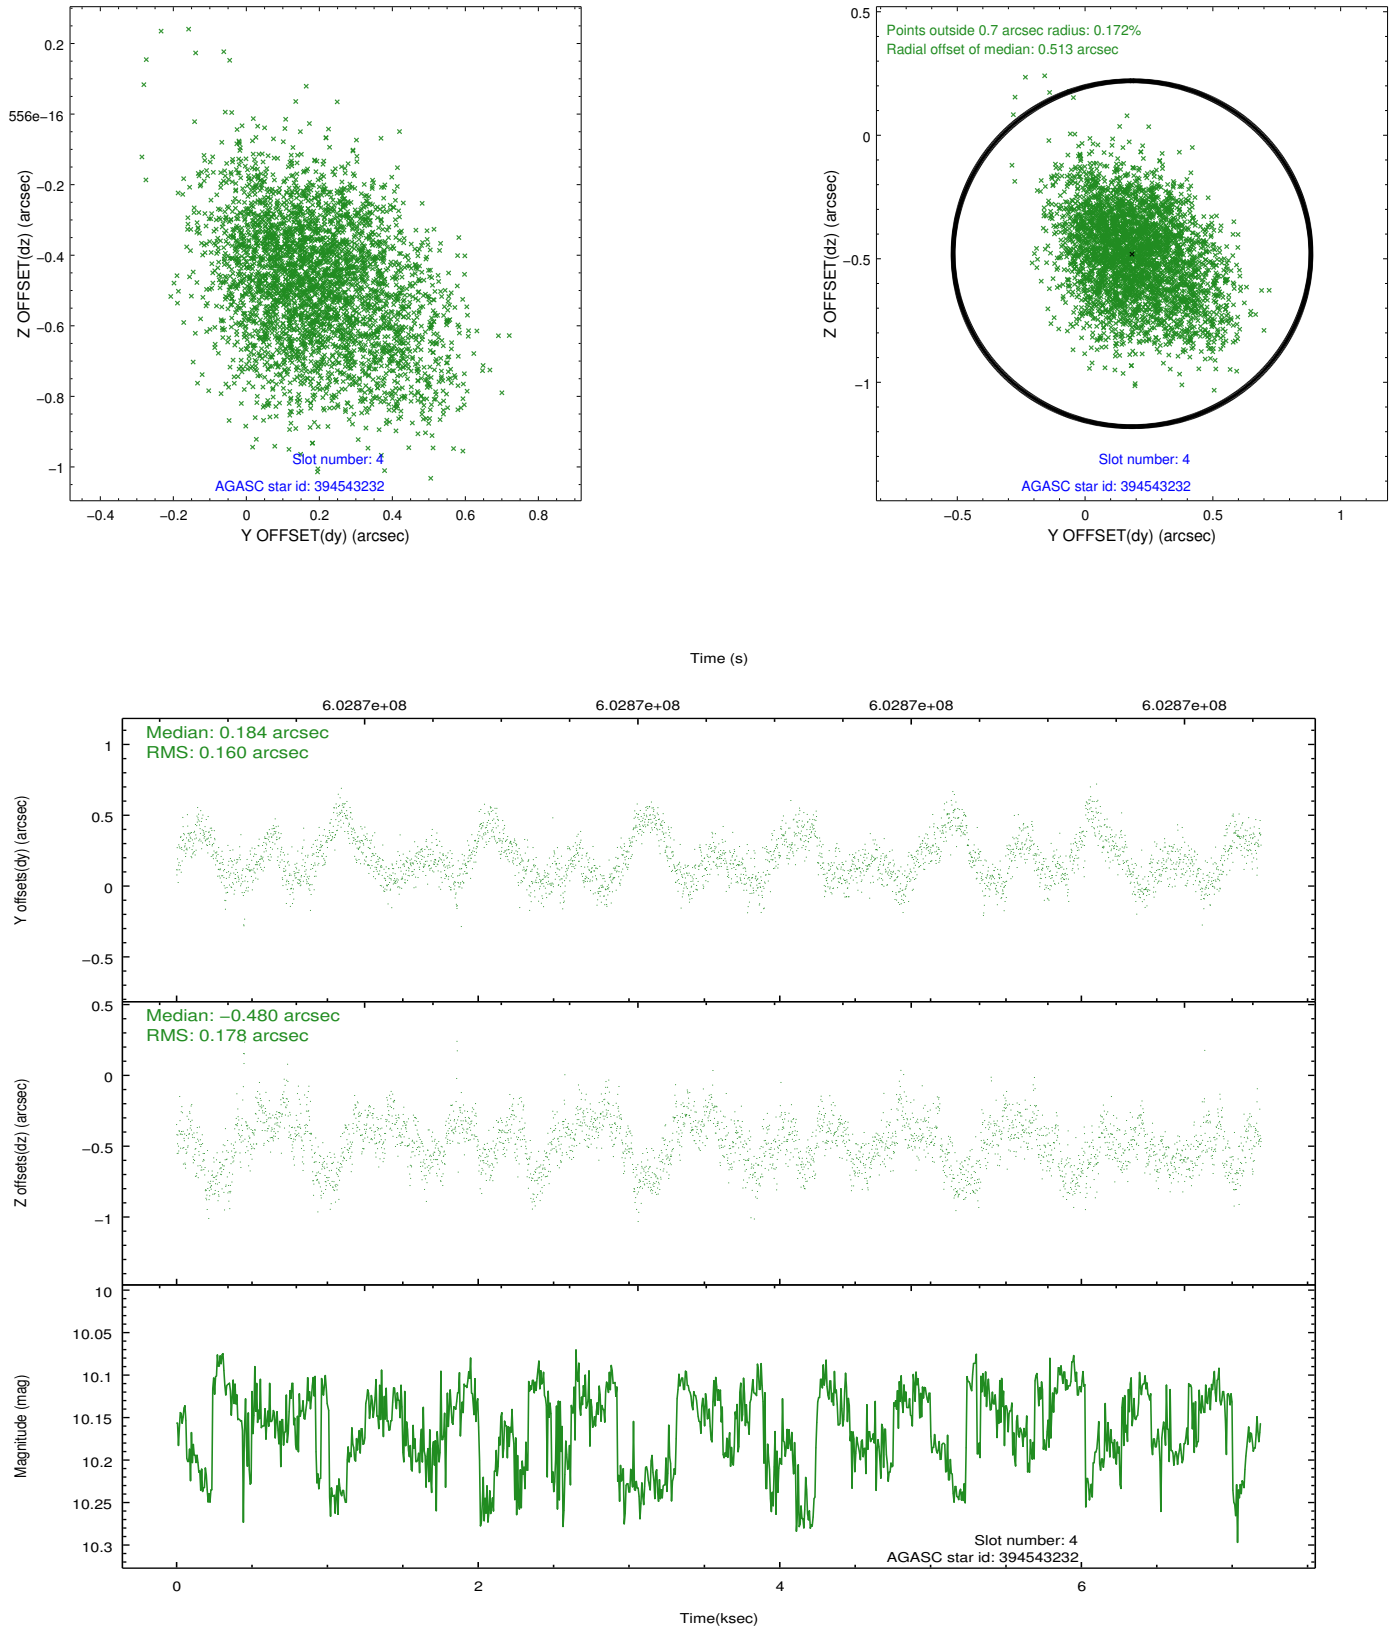 0.2
556e−16
−0.2
−0.4
−0.6
−0.8
−1
Z OFFSET(dz) (arcsec)
Slot number: 4
AGASC star id: 394543232
−0.4
−0.2
0
0.2
0.4
0.6
0.8
Y OFFSET(dy) (arcsec)
Points outside 0.7 arcsec radius: 0.172%
Radial offset of median: 0.513 arcsec
0.5
0
−0.5
−1
Z OFFSET(dz) (arcsec)
Slot number: 4
AGASC star id: 394543232
−0.5
0
0.5
1
Y OFFSET(dy) (arcsec)
Time (s)
6.0287e+08
6.0287e+08
6.0287e+08
6.0287e+08
Median: 0.184 arcsec
RMS: 0.160 arcsec
1
0.5
0
−0.5
Y offsets(dy) (arcsec)
Median: −0.480 arcsec
RMS: 0.178 arcsec
0.5
0
−0.5
−1
Z offsets(dz) (arcsec)
10
10.05
10.1
10.15
10.2
10.25
10.3
Magnitude (mag)
Slot number: 4
AGASC star id: 394543232
0
2
4
6
Time(ksec)